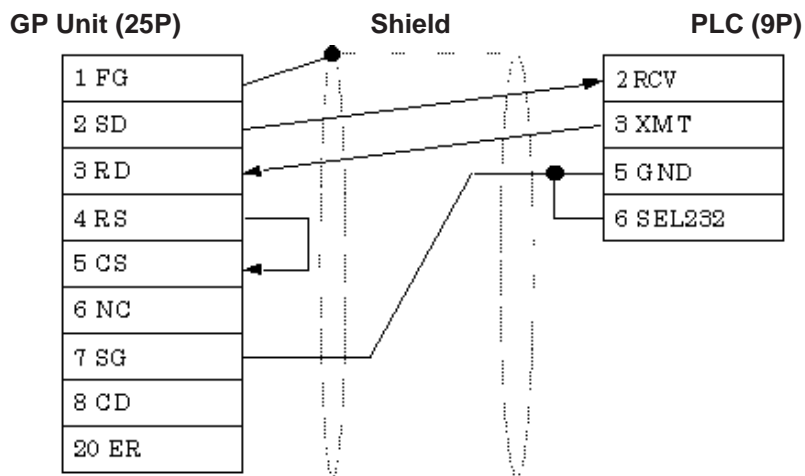 GP Unit (25P) Shield PLC (9P)
1 FG
2 SD
3 RD
4 RS
5 CS
6 NC
7 SG
8 CD
20 ER
2 RCV
3 XMT
5 GND
6 SEL232